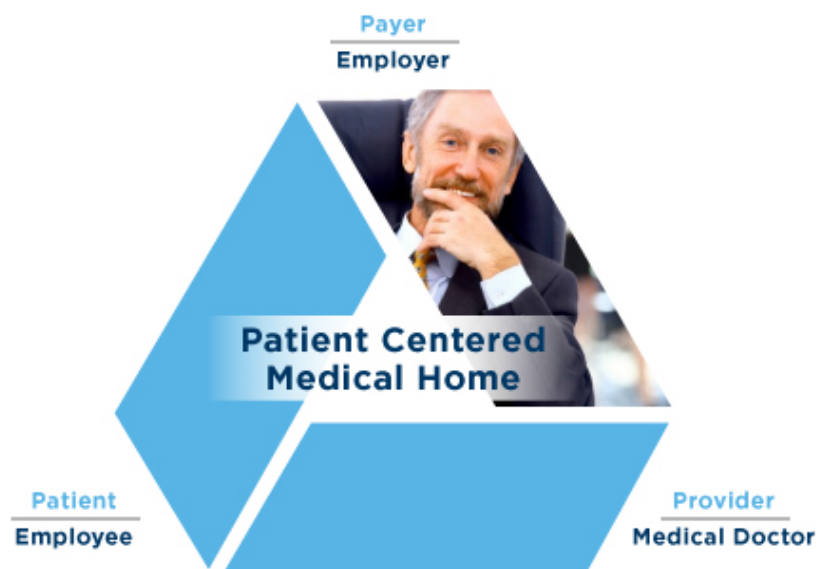 Payer
Employer
Patient Centered
Medical Home
Patient
Employee
Provider
Medical Doctor